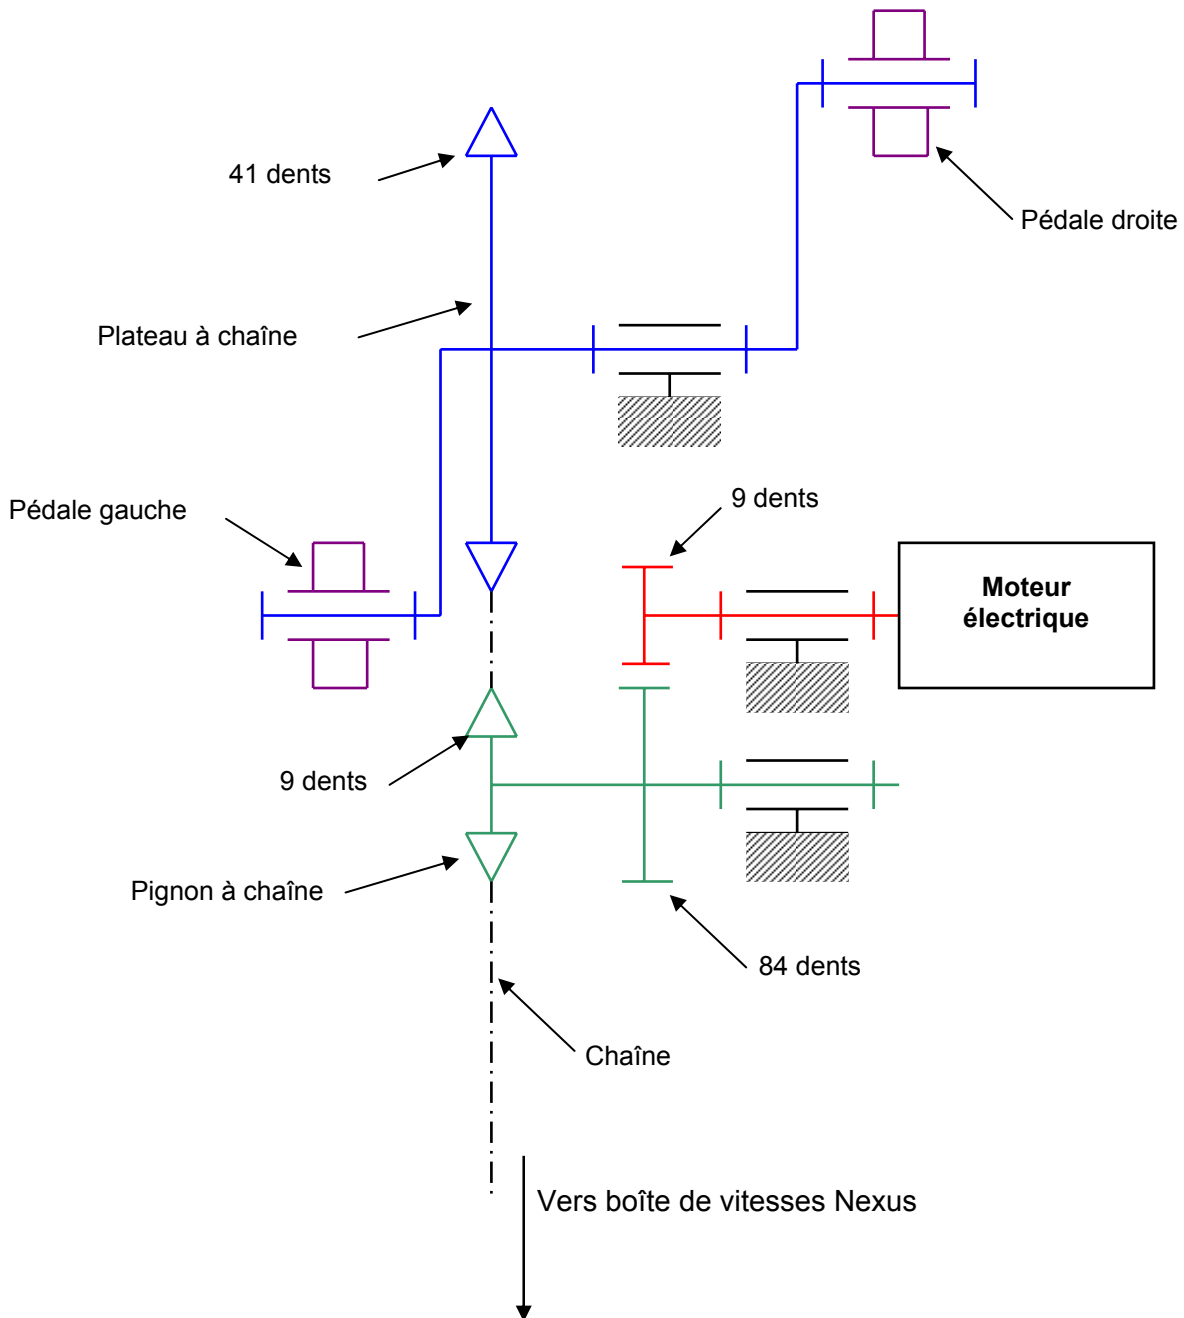 41 dents
Pédale droite
Plateau à chaîne
Pédale gauche
9 dents
Moteur
électrique
9 dents
Pignon à chaîne
84 dents
Chaîne
Vers boîte de vitesses Nexus